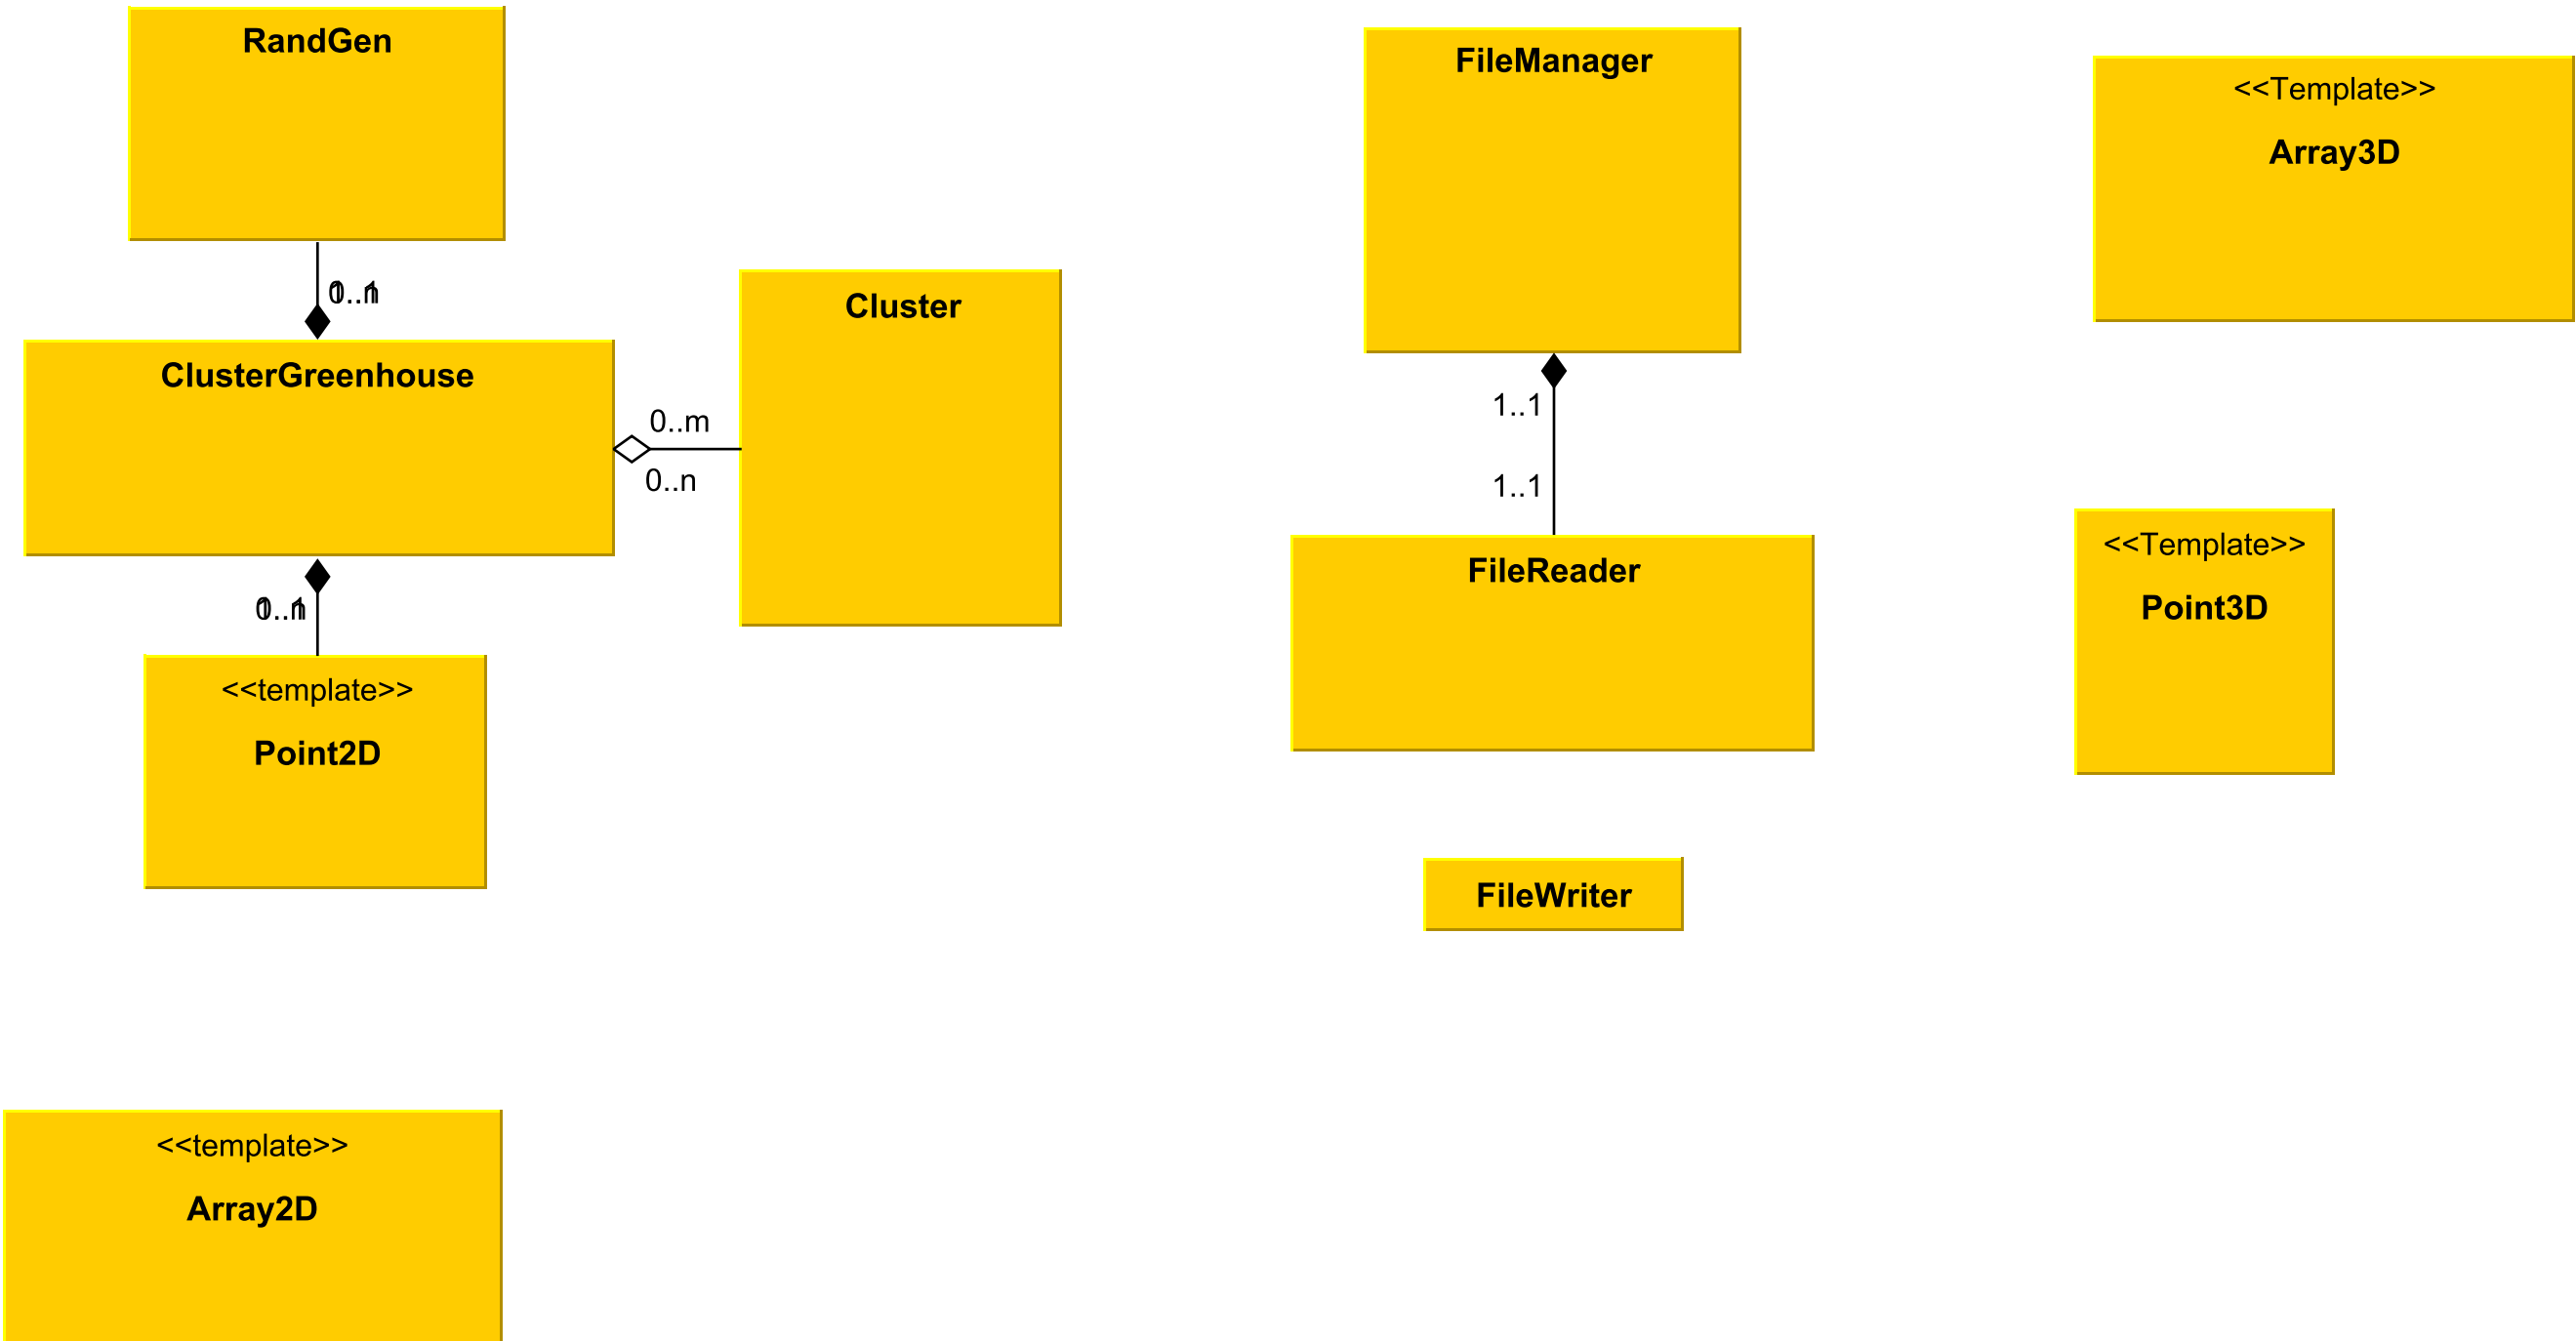 RandGen
ClusterGreenhouse
0..m
0..n
Cluster
<<template>>
Point2D
<<template>>
Array2D
FileManager
1..1
1..1
FileReader
FileWriter
<<Template>>
Array3D
<<Template>>
Point3D